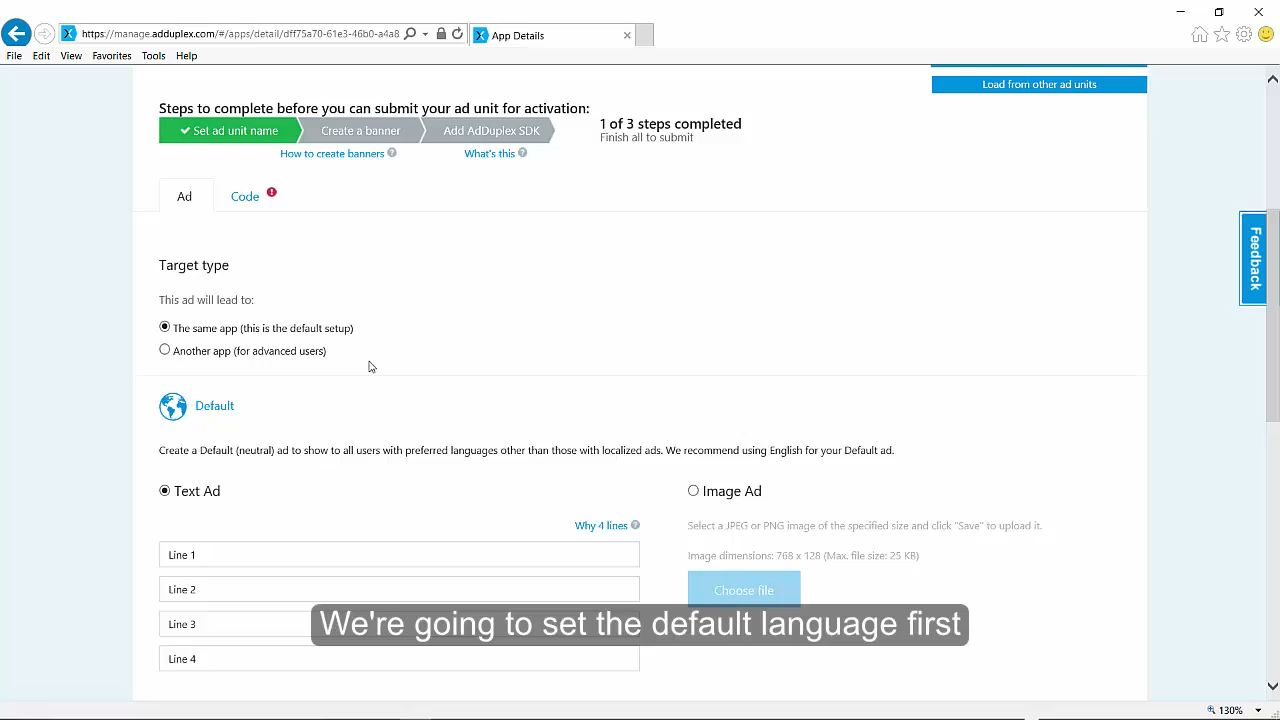 https://manage.adduplex.com/#/apps/detail/dff75a70-61e3-46b0-a4a8
App Details
File Edit View Favorites Tools Help
Load from other ad units
Steps to complete before you can submit your ad unit for activation:
Set ad unit name Create a banner Add AdDuplex SDK
1 of 3 steps completed
Finish all to submit
How to create banners ? What's this ?
Ad Code !
Feedback
Target type
This ad will lead to:
The same app (this is the default setup)
Another app (for advanced users)
Default
Create a Default (neutral) ad to show to all users with preferred languages other than those with localized ads. We recommend using English for your Default ad.
Text Ad
Image Ad
Why 4 lines ?
Select a JPEG or PNG image of the specified size and click "Save" to upload it.
Line 1
Image dimensions: 768 x 128 (Max. file size: 25 KB)
Line 2
Choose file
Line 3
We're going to set the default language first
Line 4
130%